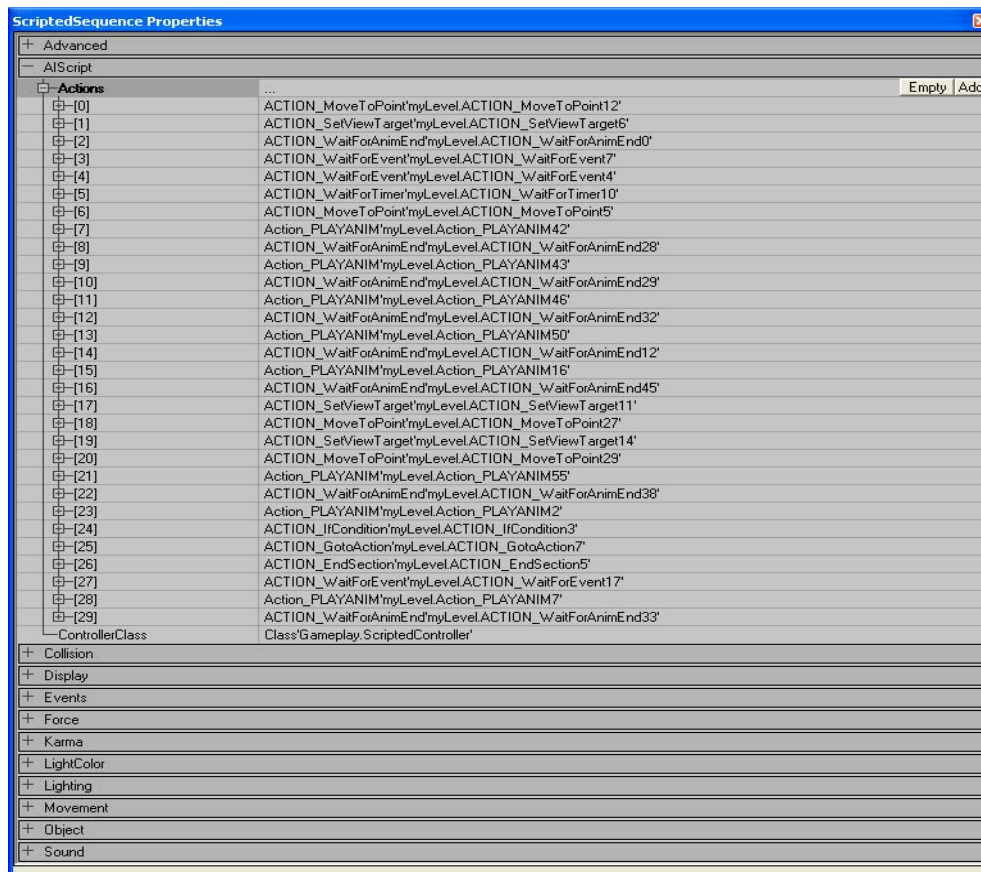 ScriptedSequence Properties
+ Advanced
- AIScript
Actions ... Empty Add
[0] ACTION_MoveToPoint'myLevel.ACTION_MoveToPoint12'
[1] ACTION_SetViewTarget'myLevel.ACTION_SetViewTarget6'
[2] ACTION_WaitForAnimEnd'myLevel.ACTION_WaitForAnimEnd0'
[3] ACTION_WaitForEvent'myLevel.ACTION_WaitForEvent7'
[4] ACTION_WaitForEvent'myLevel.ACTION_WaitForEvent4'
[5] ACTION_WaitForTimer'myLevel.ACTION_WaitForTimer10'
[6] ACTION_MoveToPoint'myLevel.ACTION_MoveToPoint5'
[7] Action_PLAYANIM'myLevel.Action_PLAYANIM42'
[8] ACTION_WaitForAnimEnd'myLevel.ACTION_WaitForAnimEnd28'
[9] Action_PLAYANIM'myLevel.Action_PLAYANIM43'
[10] ACTION_WaitForAnimEnd'myLevel.ACTION_WaitForAnimEnd29'
[11] Action_PLAYANIM'myLevel.Action_PLAYANIM46'
[12] ACTION_WaitForAnimEnd'myLevel.ACTION_WaitForAnimEnd32'
[13] Action_PLAYANIM'myLevel.Action_PLAYANIM50'
[14] ACTION_WaitForAnimEnd'myLevel.ACTION_WaitForAnimEnd12'
[15] Action_PLAYANIM'myLevel.Action_PLAYANIM16'
[16] ACTION_WaitForAnimEnd'myLevel.ACTION_WaitForAnimEnd45'
[17] ACTION_SetViewTarget'myLevel.ACTION_SetViewTarget11'
[18] ACTION_MoveToPoint'myLevel.ACTION_MoveToPoint27'
[19] ACTION_SetViewTarget'myLevel.ACTION_SetViewTarget14'
[20] ACTION_MoveToPoint'myLevel.ACTION_MoveToPoint29'
[21] Action_PLAYANIM'myLevel.Action_PLAYANIM55'
[22] ACTION_WaitForAnimEnd'myLevel.ACTION_WaitForAnimEnd38'
[23] Action_PLAYANIM'myLevel.Action_PLAYANIM2'
[24] ACTION_IfCondition'myLevel.ACTION_IfCondition3'
[25] ACTION_GotoAction'myLevel.ACTION_GotoAction7'
[26] ACTION_EndSection'myLevel.ACTION_EndSection5'
[27] ACTION_WaitForEvent'myLevel.ACTION_WaitForEvent17'
[28] Action_PLAYANIM'myLevel.Action_PLAYANIM7'
[29] ACTION_WaitForAnimEnd'myLevel.ACTION_WaitForAnimEnd33'
ControllerClass Class'Gameplay.ScriptedController'
+ Collision
+ Display
+ Events
+ Force
+ Karma
+ LightColor
+ Lighting
+ Movement
+ Object
+ Sound